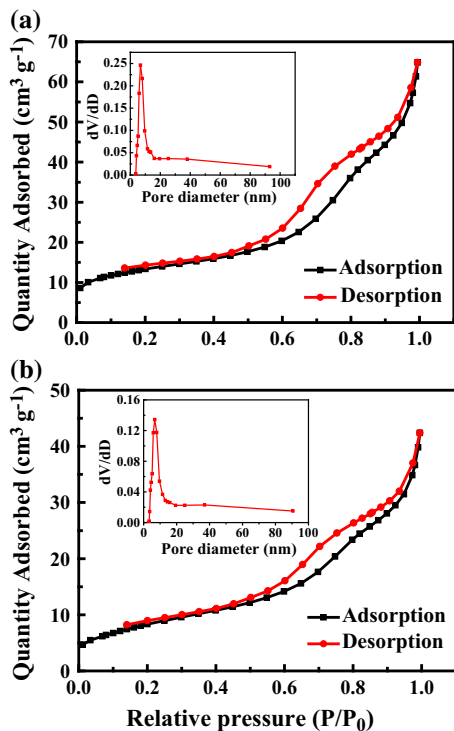 (a)
70
60
50
40
30
20
10
0
Quantity Adsorbed (cm³ g⁻¹)
0.0 0.2 0.4 0.6 0.8 1.0
0.25
0.20
0.15
0.10
0.05
0.00
dV/dD
0 20 40 60 80 100
Pore diameter (nm)
Adsorption
Desorption
(b)
50
40
30
20
10
0
Quantity Adsorbed (cm³ g⁻¹)
0.16
0.12
0.08
0.04
0.00
dV/dD
0 20 40 60 80 100
Pore diameter (nm)
Adsorption
Desorption
0.0 0.2 0.4 0.6 0.8 1.0
Relative pressure (P/P₀)